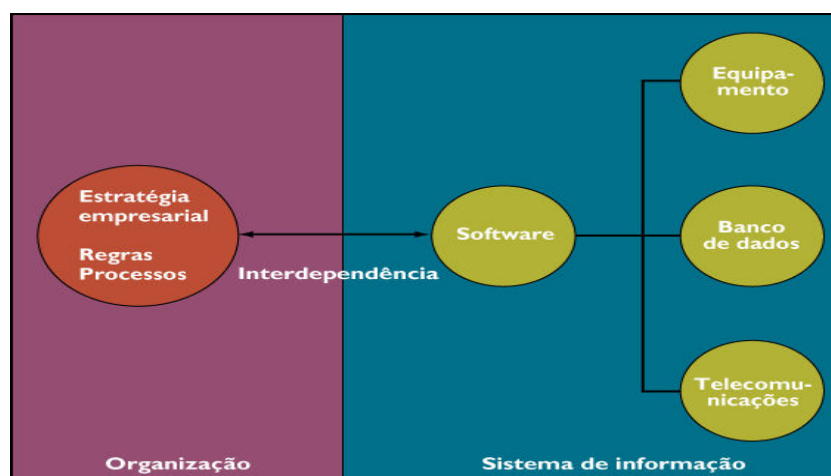 Estratégia
empresarial
Regras
Processos
Interdependência
Software
Equipa-
mento
Banco
de dados
Telecomu-
nicações
Organização
Sistema de informação